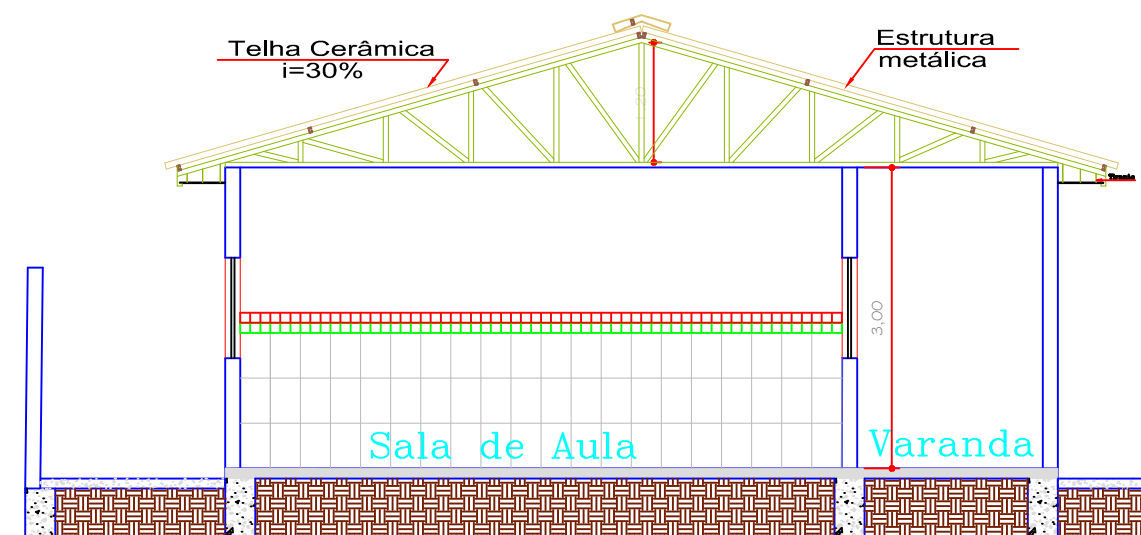 Telha Cerâmica
i=30%
Estrutura
metálica
3,00
Sala de Aula
Varanda